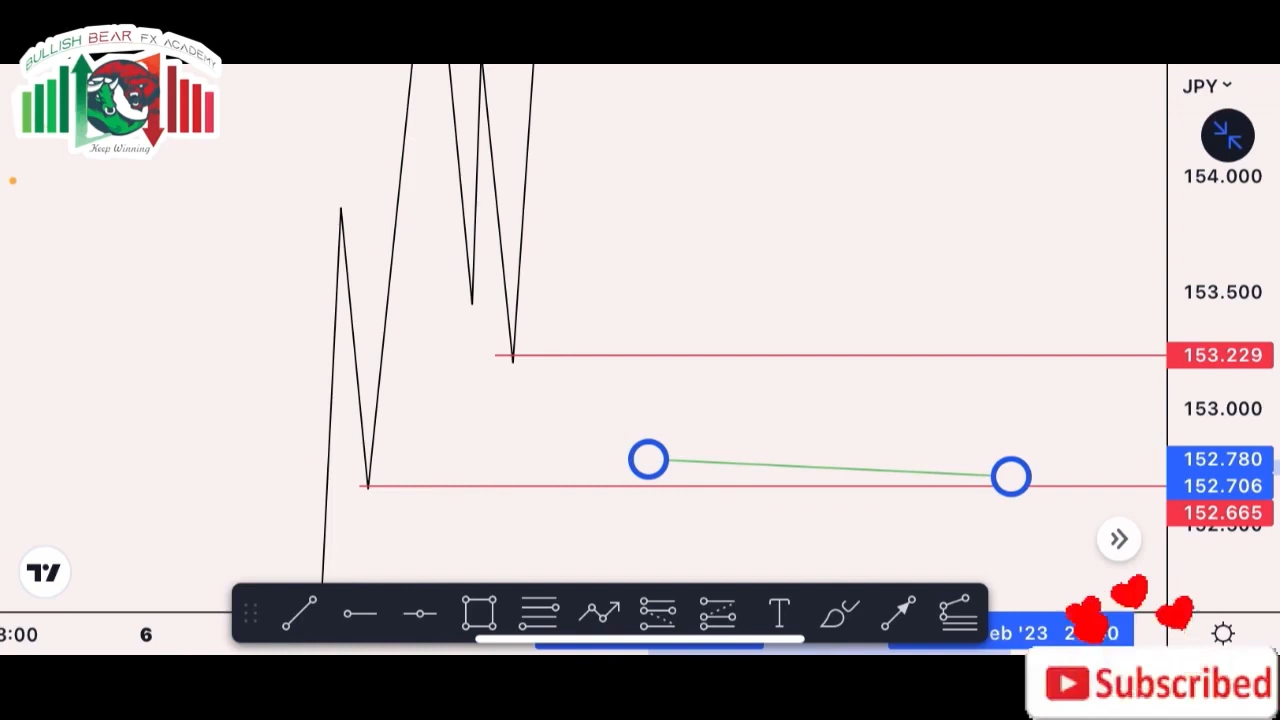 BULLISH BEAR FX ACADEMY
Keep Winning
JPY
154.000
153.500
153.229
153.000
152.780
152.706
152.665
3:00
6
eb '23
Subscribed
T